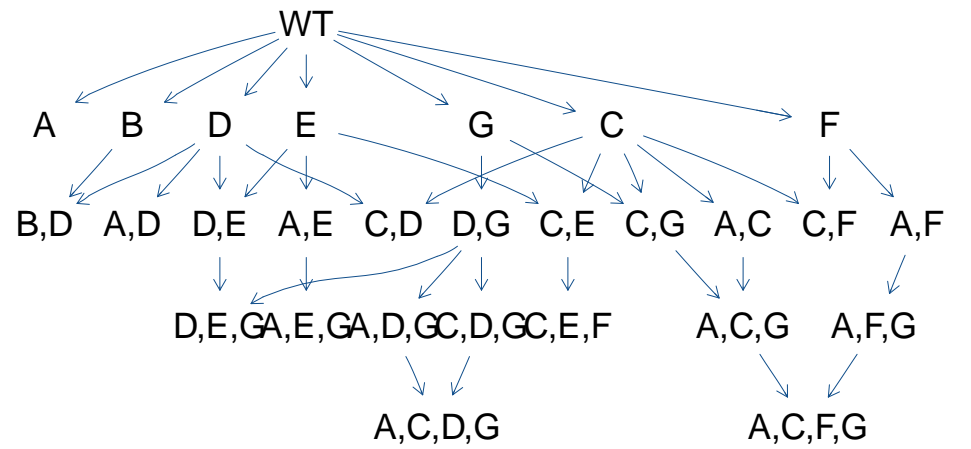 WT
A B D E G C F
B,D A,D D,E A,E C,D D,G C,E C,G A,C C,F A,F
D,E,G A,E,G A,D,G C,D,G C,E,F A,C,G A,F,G
A,C,D,G A,C,F,G